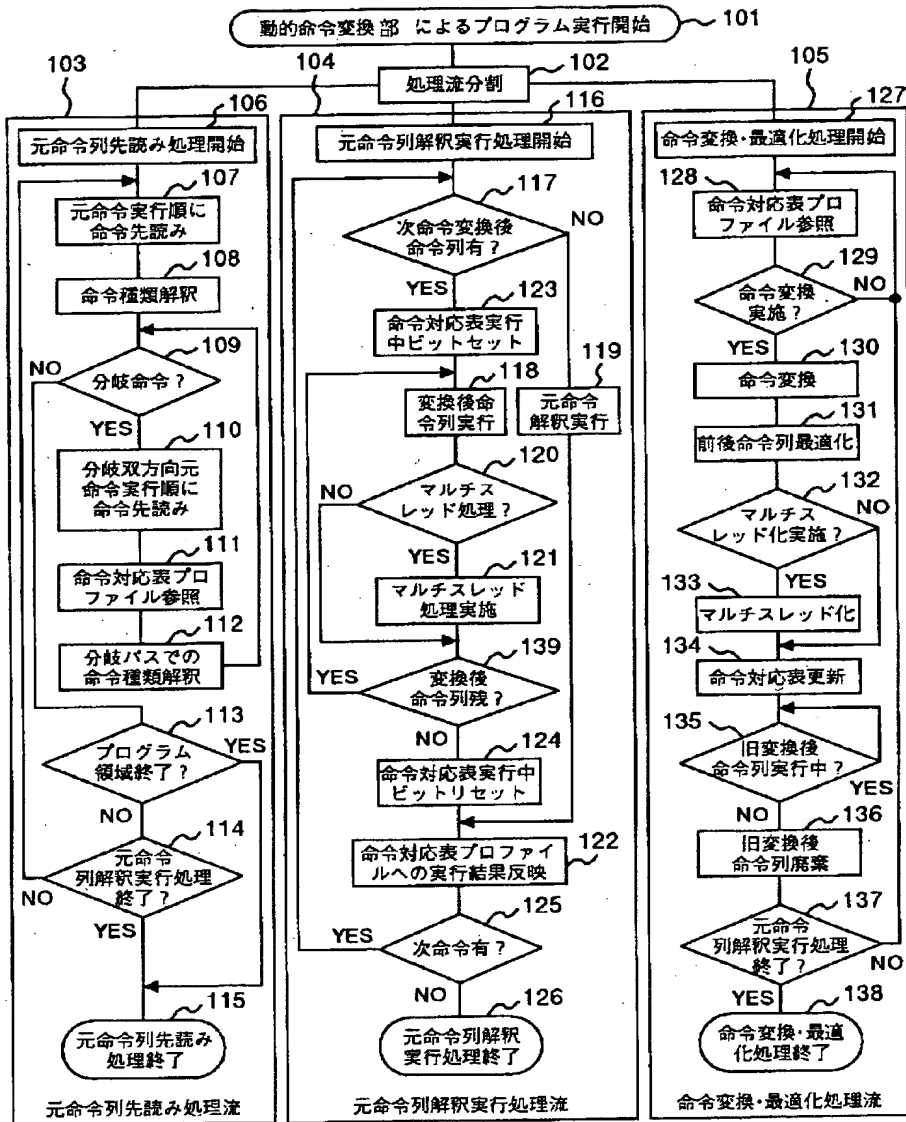 動的命令変換部 によるプログラム実行開始
101
102
処理流分割
103
106
元命令列先読み処理開始
107
元命令実行順に
命令先読み
108
命令種類解釈
109
分岐命令?
NO
YES
110
分岐双方向元
命令実行順に
命令先読み
111
命令対応表プロ
ファイル参照
112
分岐パスでの
命令種類解釈
113
プログラム
領域終了?
YES
NO
114
元命令
列解釈実行処理
終了?
NO
YES
115
元命令列先読み
処理終了
元命令列先読み処理流
104
116
元命令列解釈実行処理開始
117
次命令変換後
命令列有?
NO
YES
123
命令対応表実行
中ビットセット
118
変換後命
令列実行
119
元命令
解釈実行
120
マルチス
レッド処理?
NO
YES
121
マルチスレッド
処理実施
139
変換後
命令列残?
YES
NO
124
命令対応表実行中
ビットリセット
命令対応表プロファイ
ルへの実行結果反映
122
125
次命令有?
YES
NO
126
元命令列解釈
実行処理終了
元命令列解釈実行処理流
105
127
命令変換・最適化処理開始
128
命令対応表プロ
ファイル参照
129
命令変換
実施?
NO
YES
130
命令変換
131
前後命令列最適化
132
マルチス
レッド化実施?
NO
YES
133
マルチスレッド化
134
命令対応表更新
135
旧変換後
命令列実行中?
YES
NO
136
旧変換後
命令列廃棄
137
元命令
列解釈実行処理
終了?
NO
YES
138
命令変換・最適
化処理終了
命令変換・最適化処理流